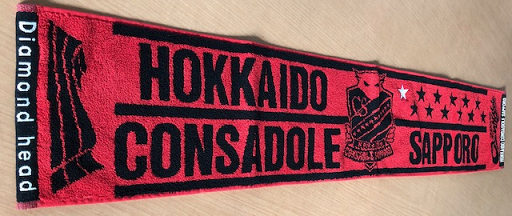 Diamond head
HOKKAIDO
CONSADOLE
SAPPORO